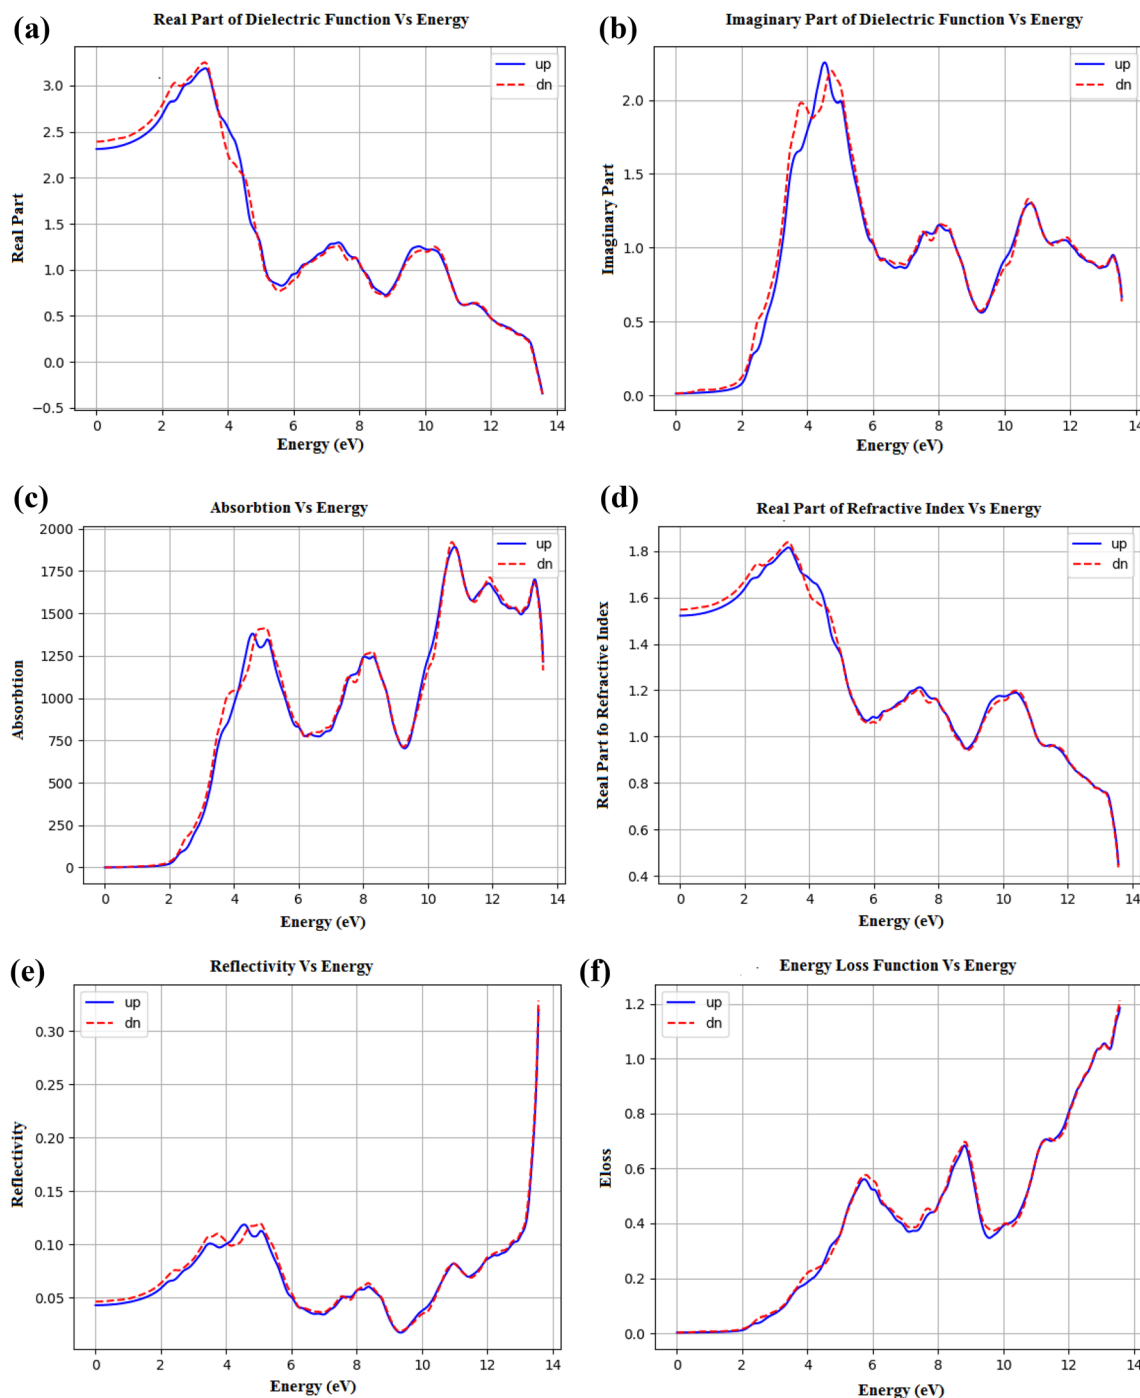 (a)
Real Part of Dielectric Function Vs Energy
up
dn
3.0
2.5
2.0
1.5
1.0
0.5
0.0
−0.5
Real Part
0 2 4 6 8 10 12 14
Energy (eV)
(b)
Imaginary Part of Dielectric Function Vs Energy
up
dn
2.0
1.5
1.0
0.5
0.0
Imaginary Part
0 2 4 6 8 10 12 14
Energy (eV)
(c)
Absorbtion Vs Energy
up
dn
2000
1750
1500
1250
1000
750
500
250
0
Absorbtion
0 2 4 6 8 10 12 14
Energy (eV)
(d)
Real Part of Refractive Index Vs Energy
up
dn
1.8
1.6
1.4
1.2
1.0
0.8
0.6
0.4
Real Part fo Refractive Index
0 2 4 6 8 10 12 14
Energy (eV)
(e)
Reflectivity Vs Energy
up
dn
0.30
0.25
0.20
0.15
0.10
0.05
Reflectivity
0 2 4 6 8 10 12 14
Energy (eV)
(f)
Energy Loss Function Vs Energy
up
dn
1.2
1.0
0.8
0.6
0.4
0.2
0.0
Eloss
0 2 4 6 8 10 12 14
Energy (eV)